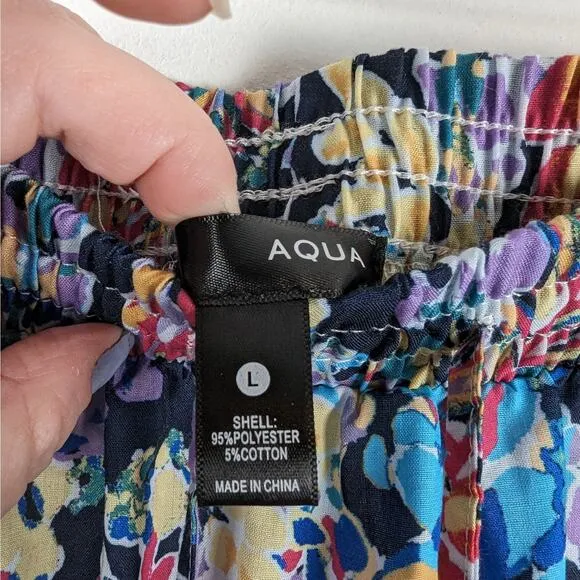 AQUA
L
SHELL:
95%POLYESTER
5%COTTON
MADE IN CHINA